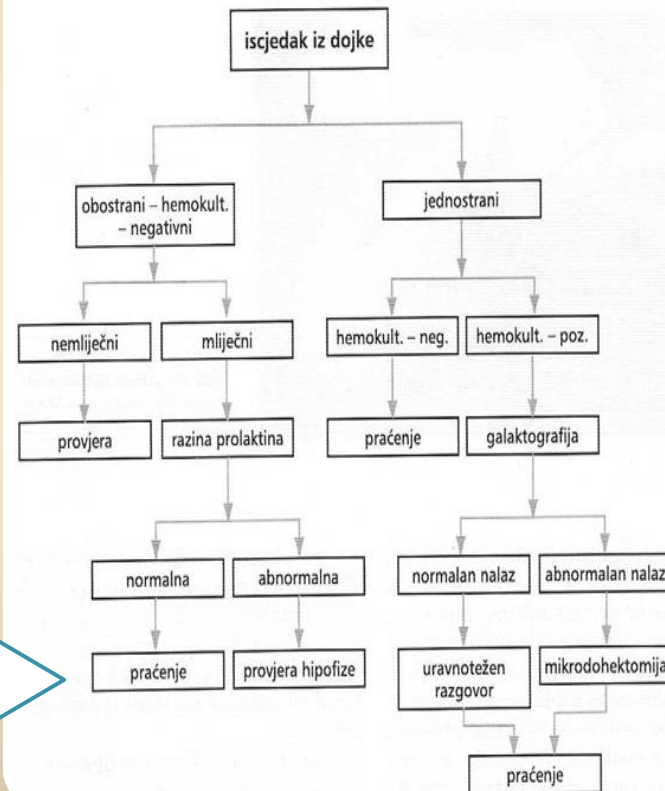 iscjedak iz dojke
obostrani – hemokult.
– negativni
jednostrani
nemliječni
mliječni
hemokult. – neg.
hemokult. – poz.
provjera
razina prolaktina
praćenje
galaktografija
normalna
abnormalna
normalan nalaz
abnormalan nalaz
praćenje
provjera hipofize
uravnotežen
razgovor
mikrodohektomija
praćenje